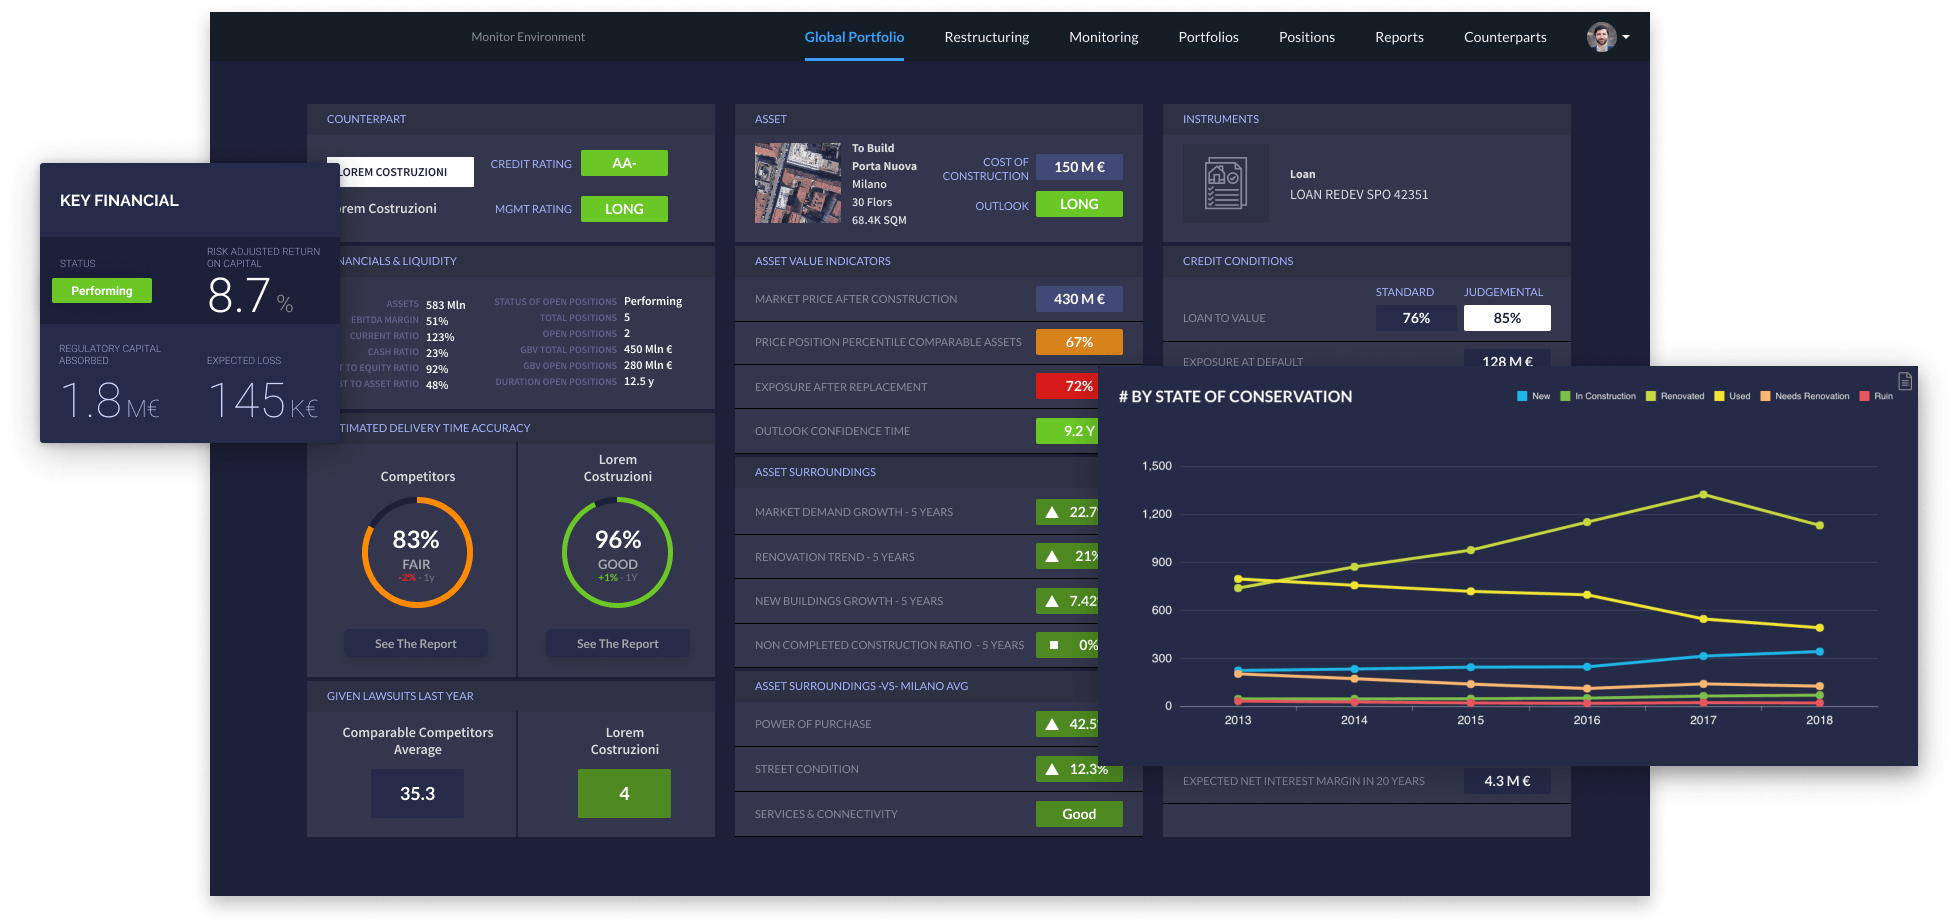 Monitor Environment
Global Portfolio
Restructuring
Monitoring
Portfolios
Positions
Reports
Counterparts
KEY FINANCIAL
STATUS
Performing
RISK ADJUSTED RETURN
ON CAPITAL
8.7 %
REGULATORY CAPITAL
ABSORBED
1.8 M€
EXPECTED LOSS
145 K€
COUNTERPART
LOREM COSTRUZIONI
Costruzioni
CREDIT RATING AA-
MGMT RATING LONG
& LIQUIDITY
ASSETS 583 Mln
EBITDA MARGIN 51%
CURRENT RATIO 123%
CASH RATIO 23%
TO EQUITY RATIO 92%
TO ASSET RATIO 48%
STATUS OF OPEN POSITIONS Performing
TOTAL POSITIONS 5
OPEN POSITIONS 2
GBV TOTAL POSITIONS 450 Mln €
GBV OPEN POSITIONS 280 Mln €
DURATION OPEN POSITIONS 12.5 y
DELIVERY TIME ACCURACY
Competitors
83%
FAIR
-2% - 1y
See The Report
Lorem
Costruzioni
96%
GOOD
+1% - 1Y
See The Report
GIVEN LAWSUITS LAST YEAR
Comparable Competitors
Average
35.3
Lorem
Costruzioni
4
ASSET
To Build
Porta Nuova
Milano
30 Flors
68.4K SQM
COST OF
CONSTRUCTION
150 M €
OUTLOOK LONG
ASSET VALUE INDICATORS
MARKET PRICE AFTER CONSTRUCTION 430 M €
PRICE POSITION PERCENTILE COMPARABLE ASSETS 67%
EXPOSURE AFTER REPLACEMENT 72%
OUTLOOK CONFIDENCE TIME 9.2 Y
ASSET SURROUNDINGS
MARKET DEMAND GROWTH - 5 YEARS 22.7
RENOVATION TREND - 5 YEARS 21%
NEW BUILDINGS GROWTH - 5 YEARS 7.42
NON COMPLETED CONSTRUCTION RATIO - 5 YEARS 0%
ASSET SURROUNDINGS -VS- MILANO AVG
POWER OF PURCHASE 42.5
STREET CONDITION 12.3%
SERVICES & CONNECTIVITY Good
INSTRUMENTS
Loan
LOAN REDEV SPO 42351
CREDIT CONDITIONS
STANDARD JUDGEMENTAL
LOAN TO VALUE 76% 85%
EXPOSURE AT DEFAULT 128 M €
# BY STATE OF CONSERVATION
New In Construction Renovated Used Needs Renovation Ruin
1,500
1,200
900
600
300
0
2013 2014 2015 2016 2017 2018
EXPECTED NET INTEREST MARGIN IN 20 YEARS 4.3 M €